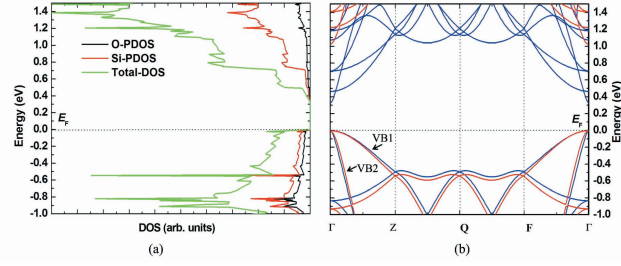 (a)
1.4
1.2
1.0
0.8
0.6
0.4
0.2
0.0
-0.2
-0.4
-0.6
-0.8
-1.0
Energy (eV)
O-PDOS
Si-PDOS
Total-DOS
E_F
DOS (arb. units)
(a)
(b)
1.4
1.2
1.0
0.8
0.6
0.4
0.2
0.0
-0.2
-0.4
-0.6
-0.8
-1.0
Energy (eV)
E_F
VB1
VB2
Γ Z Q F Γ
(b)